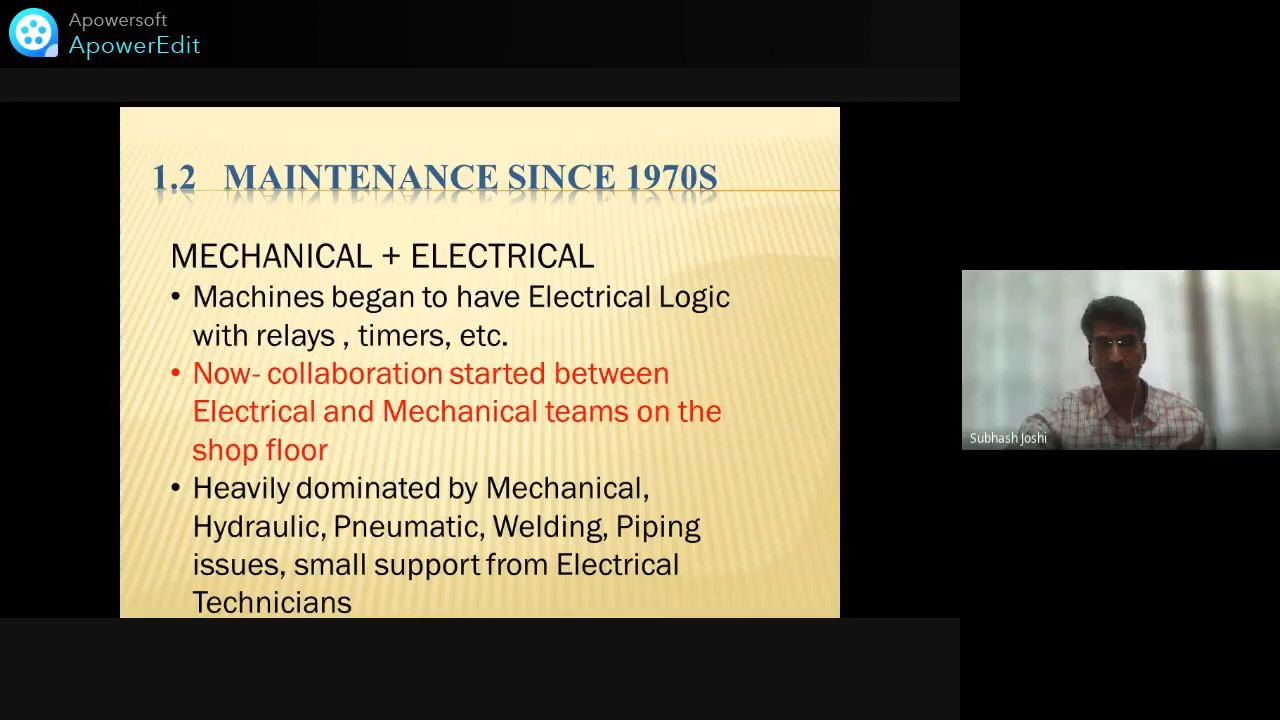 Apowersoft
ApowerEdit
1.2 MAINTENANCE SINCE 1970S
MECHANICAL + ELECTRICAL
• Machines began to have Electrical Logic
with relays , timers, etc.
• Now- collaboration started between
Electrical and Mechanical teams on the
shop floor
• Heavily dominated by Mechanical,
Hydraulic, Pneumatic, Welding, Piping
issues, small support from Electrical
Technicians
Subhash Joshi